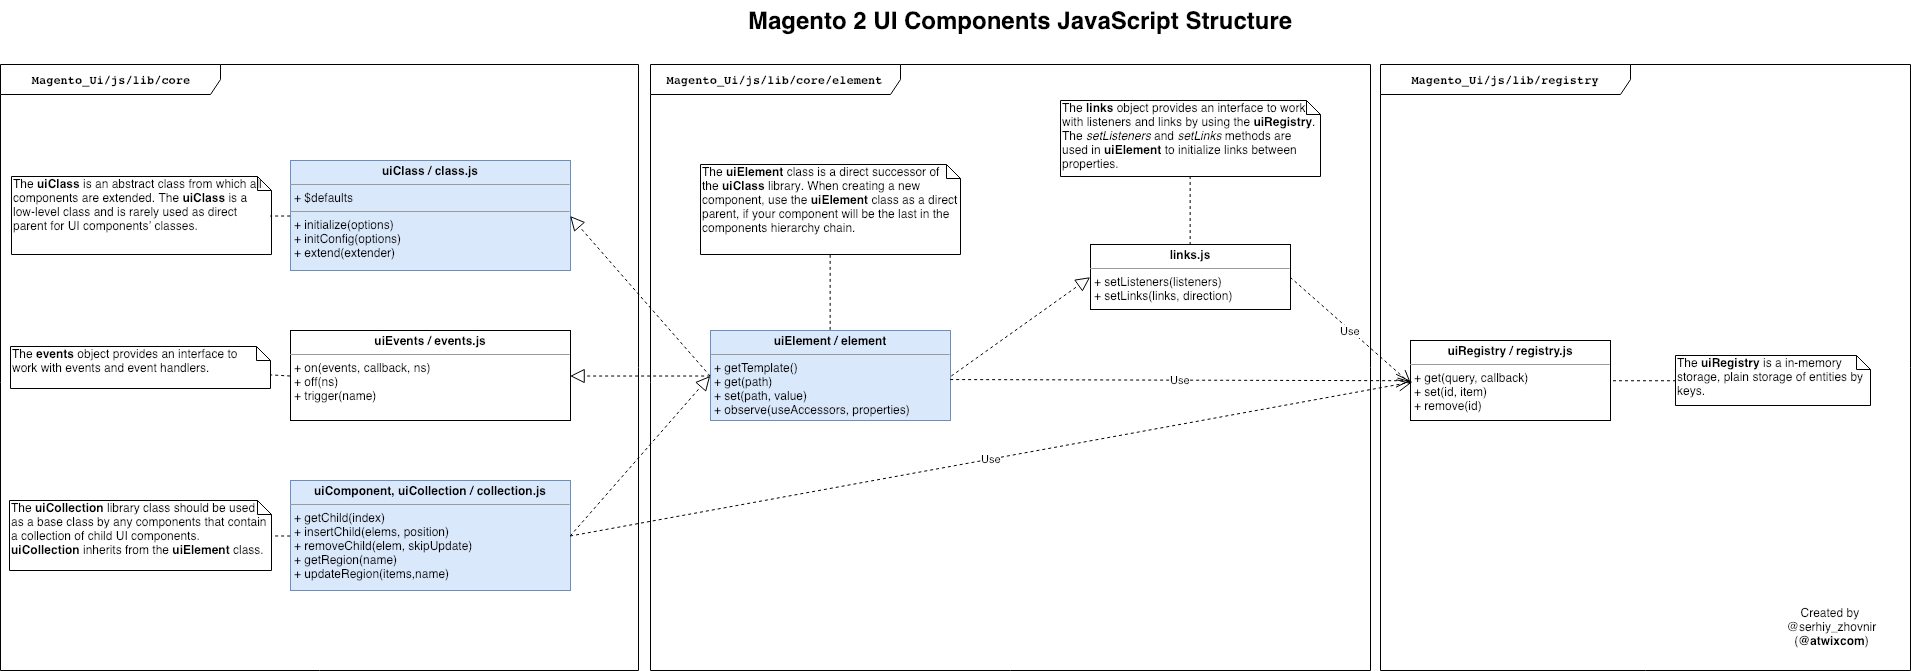 Magento 2 UI Components JavaScript Structure
Magento_Ui/js/lib/core
The uiClass is an abstract class from which all
components are extended. The uiClass is a
low-level class and is rarely used as direct
parent for UI components' classes.
uiClass / class.js
+ $defaults
+ initialize(options)
+ initConfig(options)
+ extend(extender)
The events object provides an interface to
work with events and event handlers.
uiEvents / events.js
+ on(events, callback, ns)
+ off(ns)
+ trigger(name)
The uiCollection library class should be used
as a base class by any components that contain
a collection of child UI components.
uiCollection inherits from the uiElement class.
uiComponent, uiCollection / collection.js
+ getChild(index)
+ insertChild(elems, position)
+ removeChild(elem, skipUpdate)
+ getRegion(name)
+ updateRegion(items,name)
Magento_Ui/js/lib/core/element
The uiElement class is a direct successor of
the uiClass library. When creating a new
component, use the uiElement class as a direct
parent, if your component will be the last in the
components hierarchy chain.
The links object provides an interface to work
with listeners and links by using the uiRegistry.
The setListeners and setLinks methods are
used in uiElement to initialize links between
properties.
links.js
+ setListeners(listeners)
+ setLinks(links, direction)
uiElement / element
+ getTemplate()
+ get(path)
+ set(path, value)
+ observe(useAccessors, properties)
Use
Use
Use
Magento_Ui/js/lib/registry
uiRegistry / registry.js
+ get(query, callback)
+ set(id, item)
+ remove(id)
The uiRegistry is a in-memory
storage, plain storage of entities by
keys.
Created by
@serhiy_zhovnir
(@atwixcom)